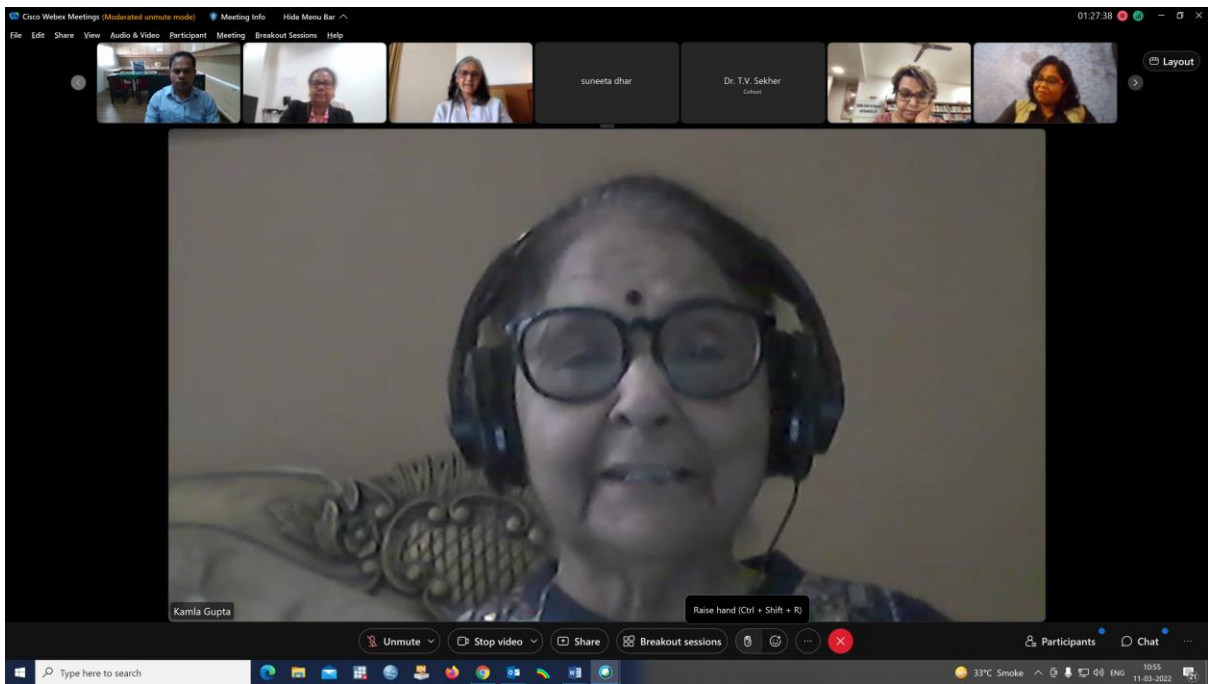 Cisco Webex Meetings (Moderated unmute mode) Meeting Info Hide Menu Bar 01:27:38
File Edit Share View Audio & Video Participant Meeting Breakout Sessions Help
Layout
suneeta dhar
Dr. T.V. Sekher
Cohost
Kamla Gupta
Raise hand (Ctrl + Shift + R)
Unmute Stop video Share Breakout sessions Participants Chat
Type here to search 33°C Smoke ENG 10:55
11-03-2022 21